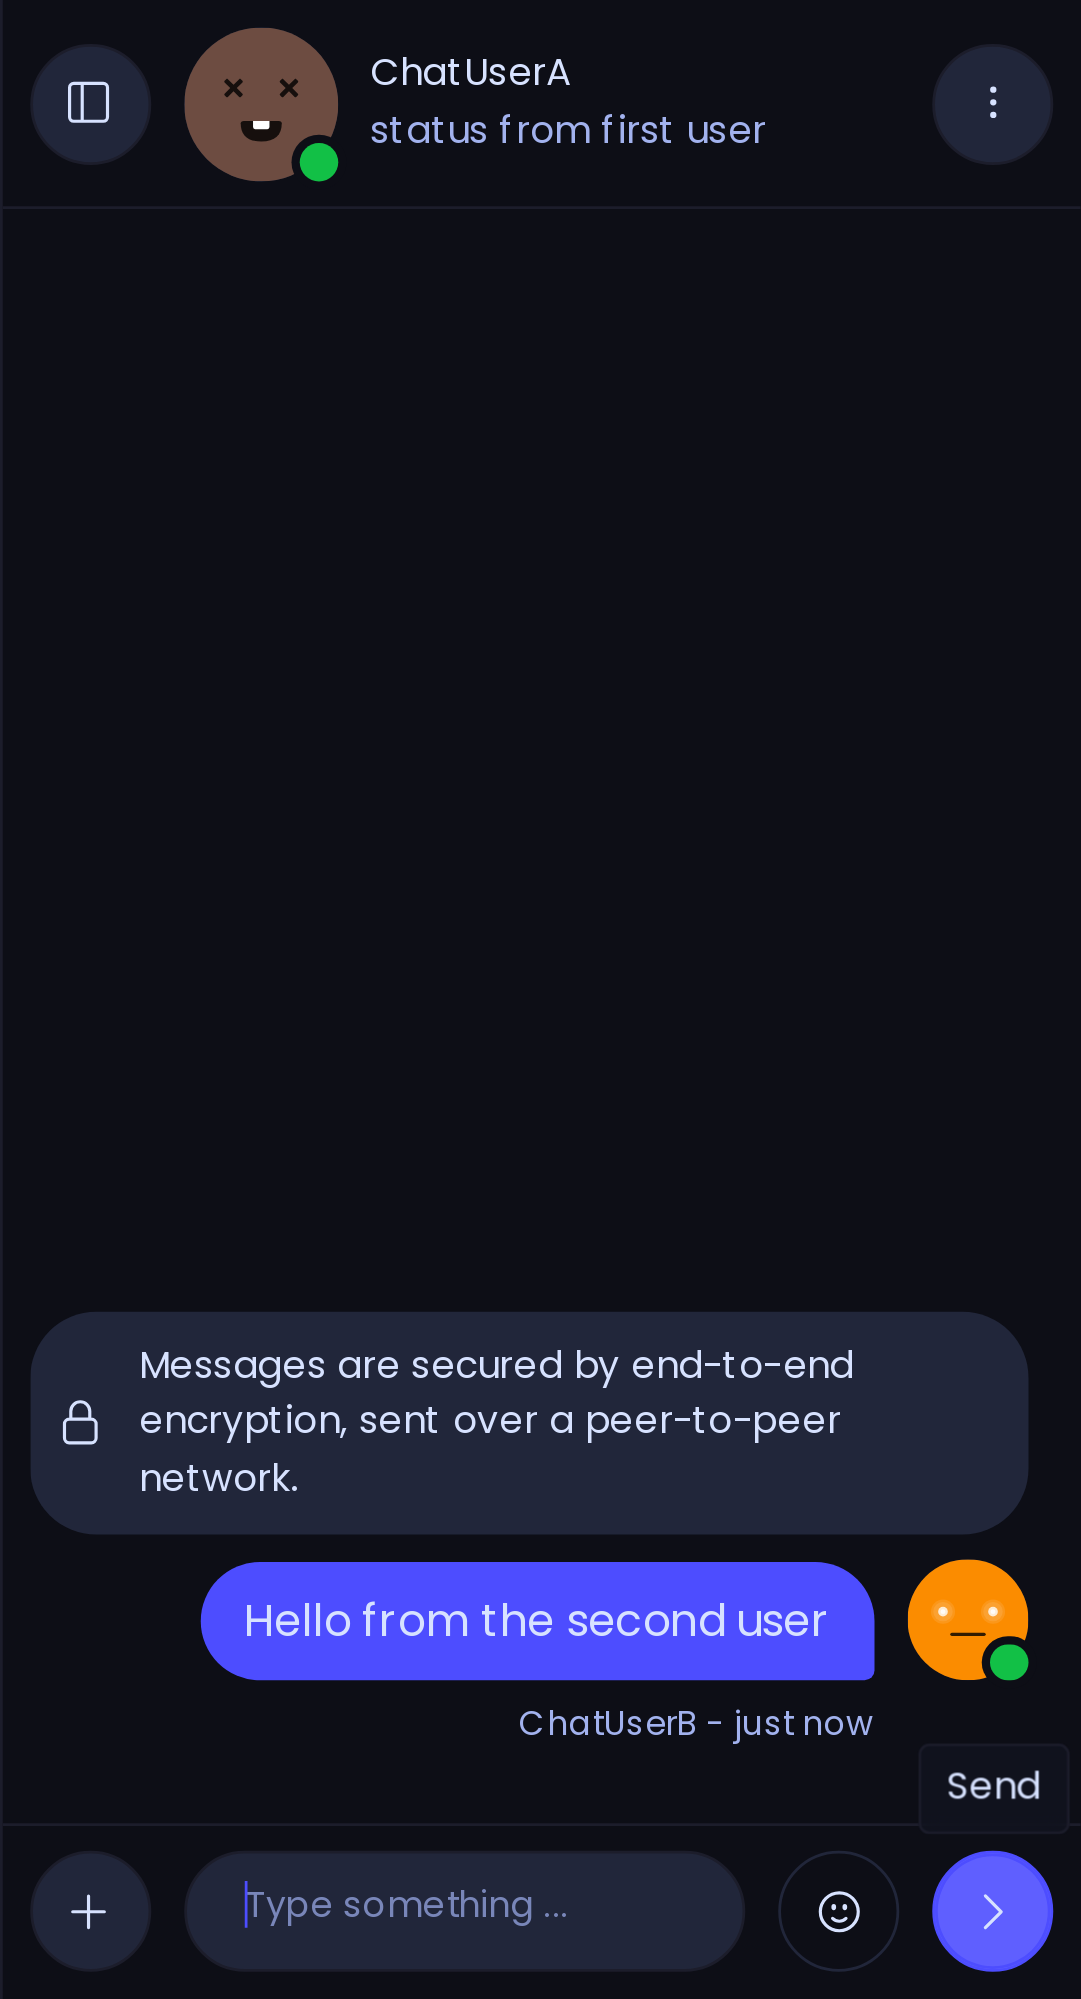 ChatUserA
status from first user
Messages are secured by end-to-end
encryption, sent over a peer-to-peer
network.
Hello from the second user
ChatUserB - just now
Send
Type something ...